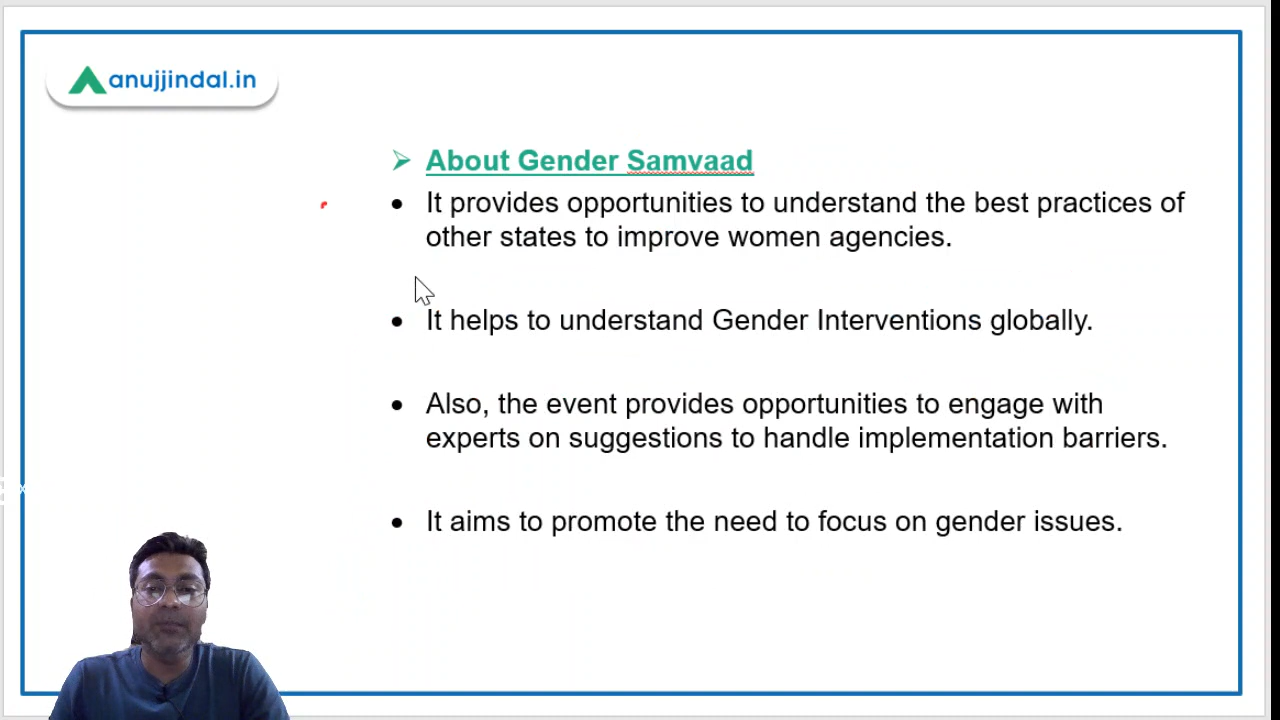 anujjindal.in
➢ About Gender Samvaad
• It provides opportunities to understand the best practices of
other states to improve women agencies.
• It helps to understand Gender Interventions globally.
• Also, the event provides opportunities to engage with
experts on suggestions to handle implementation barriers.
• It aims to promote the need to focus on gender issues.